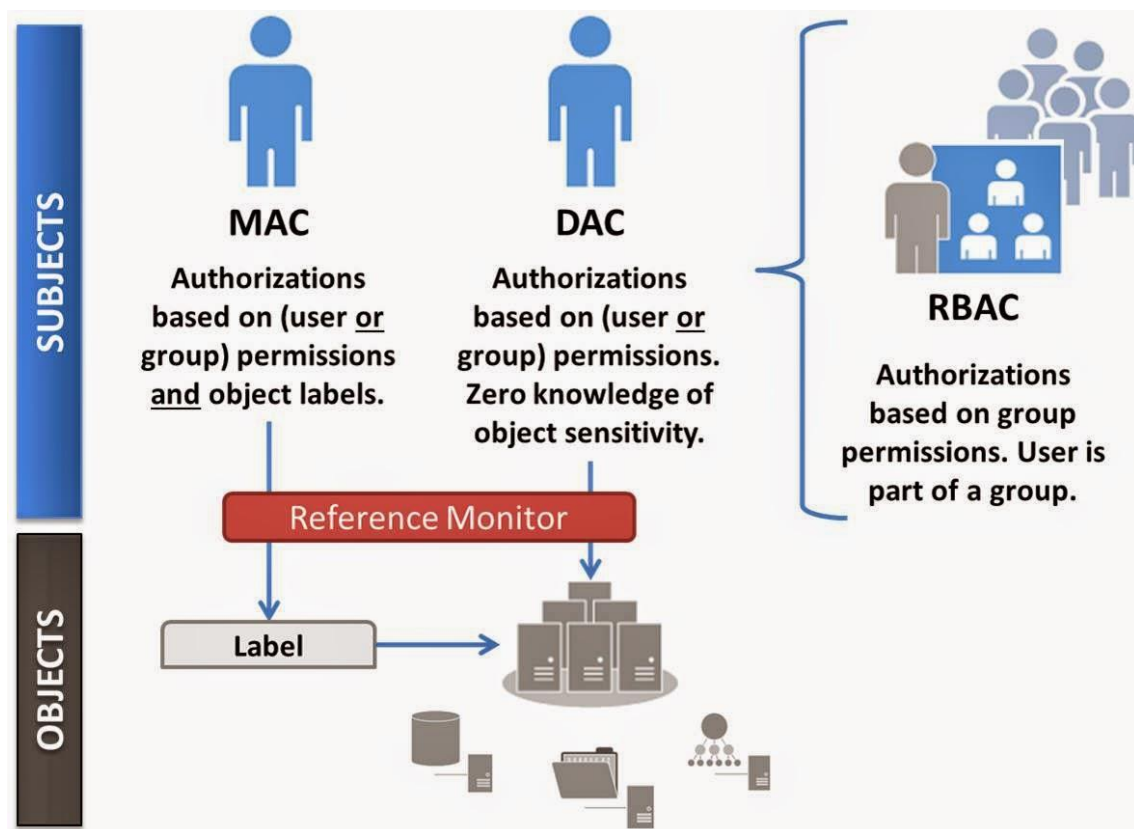 SUBJECTS
MAC
Authorizations
based on (user or
group) permissions
and object labels.
DAC
Authorizations
based on (user or
group) permissions.
Zero knowledge of
object sensitivity.
RBAC
Authorizations
based on group
permissions. User is
part of a group.
Reference Monitor
OBJECTS
Label